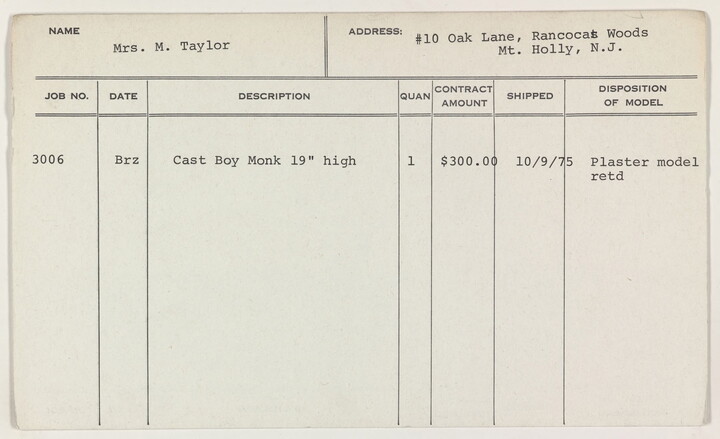 NAME
Mrs. M. Taylor
ADDRESS: #10 Oak Lane, Rancocas Woods
Mt. Holly, N.J.
JOB NO. DATE DESCRIPTION QUAN CONTRACT AMOUNT SHIPPED DISPOSITION OF MODEL
3006 Brz Cast Boy Monk 19" high 1 $300.00 10/9/75 Plaster model
retd